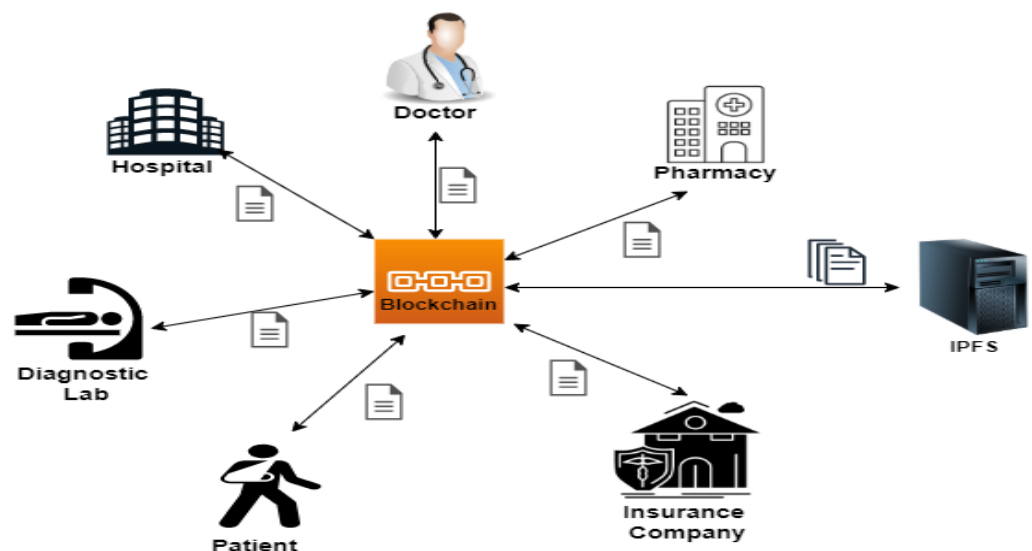 Doctor
Hospital
Pharmacy
Blockchain
IPFS
Diagnostic
Lab
Insurance
Company
Patient